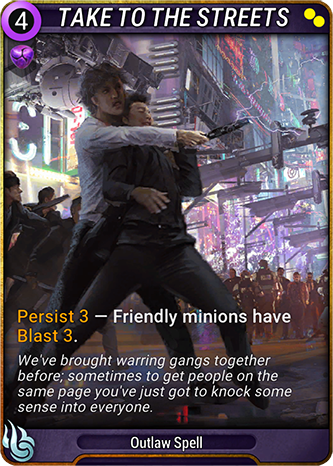 4
TAKE TO THE STREETS
Persist 3 — Friendly minions have
Blast 3.
We've brought warring gangs together
before; sometimes to get people on the
same page you've just got to knock some
sense into everyone.
Outlaw Spell